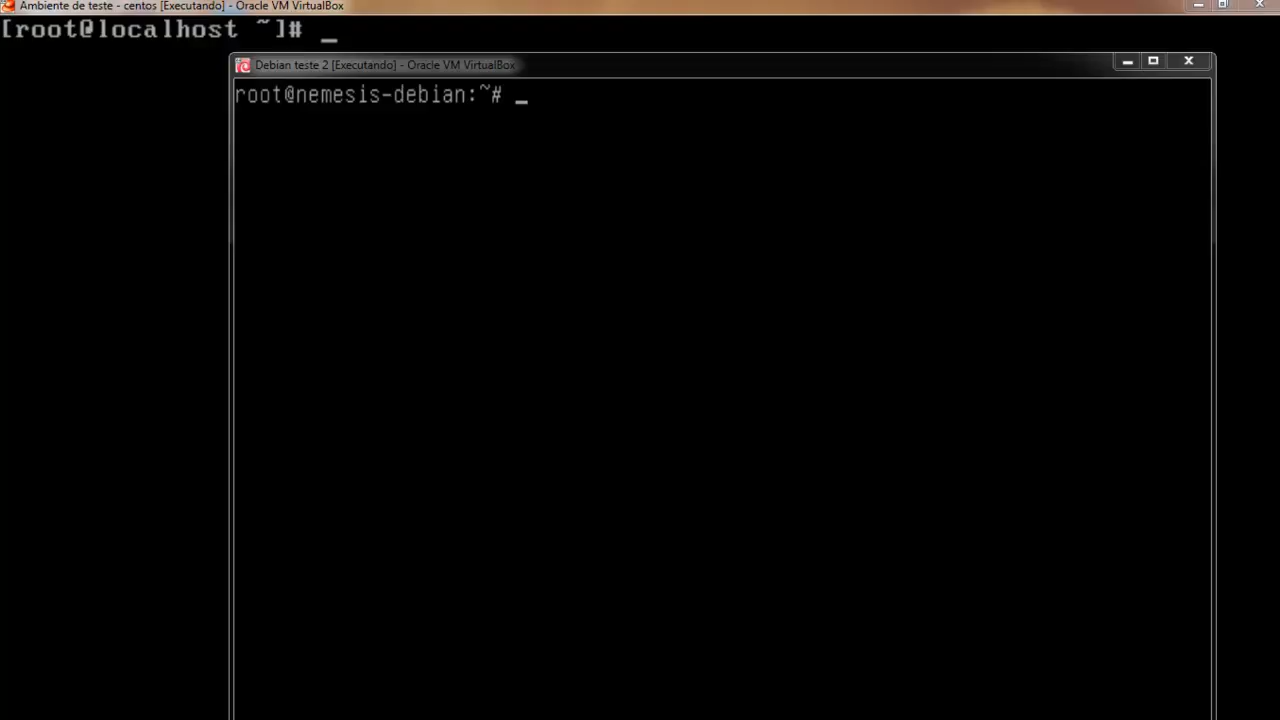 Ambiente de teste - centos [Executando] - Oracle VM VirtualBox
[root@localhost ~]# _
Debian teste 2 [Executando] - Oracle VM VirtualBox
root@nemesis-debian:~# _